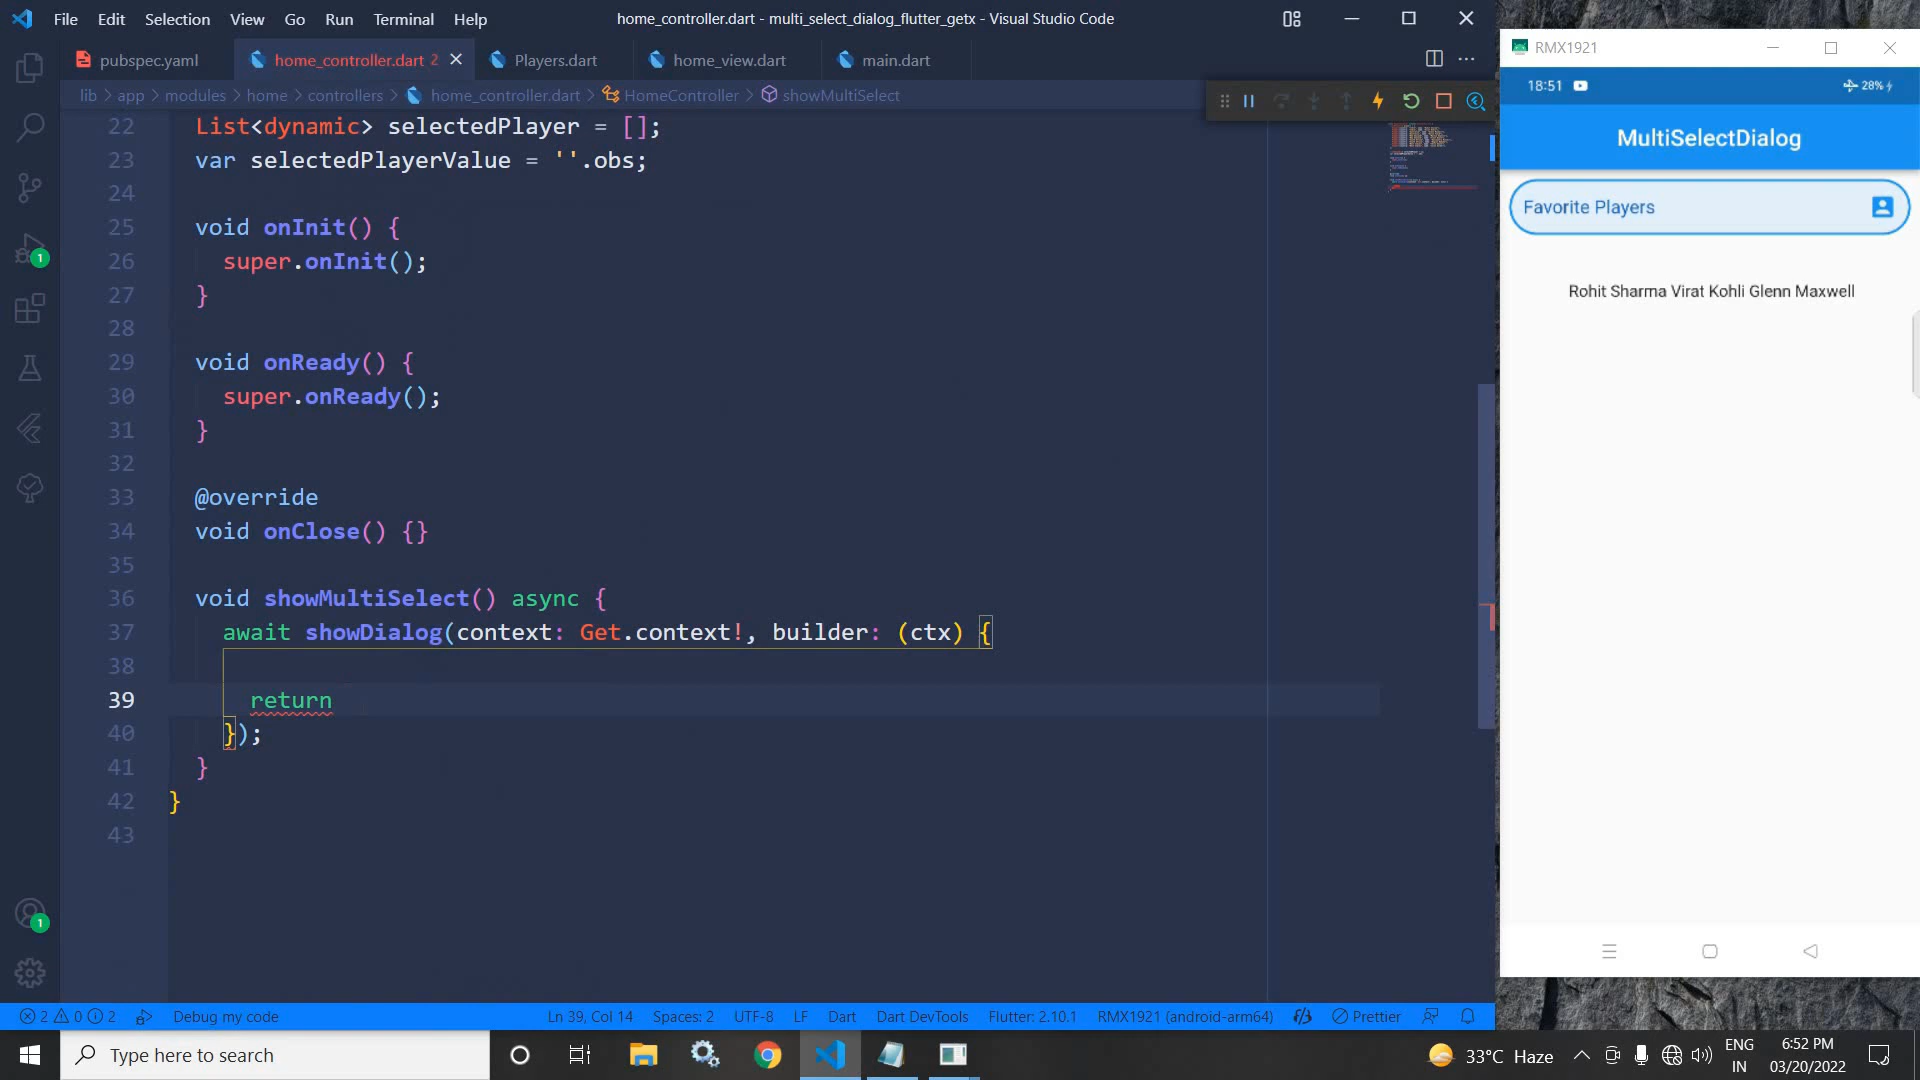 File Edit Selection View Go Run Terminal Help
home_controller.dart - multi_select_dialog_flutter_getx - Visual Studio Code
pubspec.yaml home_controller.dart 2 Players.dart home_view.dart main.dart
lib > app > modules > home > controllers > home_controller.dart > HomeController > showMultiSelect
22 List<dynamic> selectedPlayer = [];
23 var selectedPlayerValue = ''.obs;
24
25 void onInit() {
26 super.onInit();
27 }
28
29 void onReady() {
30 super.onReady();
31 }
32
33 @override
34 void onClose() {}
35
36 void showMultiSelect() async {
37 await showDialog(context: Get.context!, builder: (ctx) {
38
39 return
40 });
41 }
42 }
43
1
1
2 0 2 Debug my code Ln 39, Col 14 Spaces: 2 UTF-8 LF Dart Dart DevTools Flutter: 2.10.1 RMX1921 (android-arm64) Prettier
RMX1921
18:51 28%
MultiSelectDialog
Favorite Players
Rohit Sharma Virat Kohli Glenn Maxwell
Type here to search
33°C Haze
ENG
IN
6:52 PM
03/20/2022